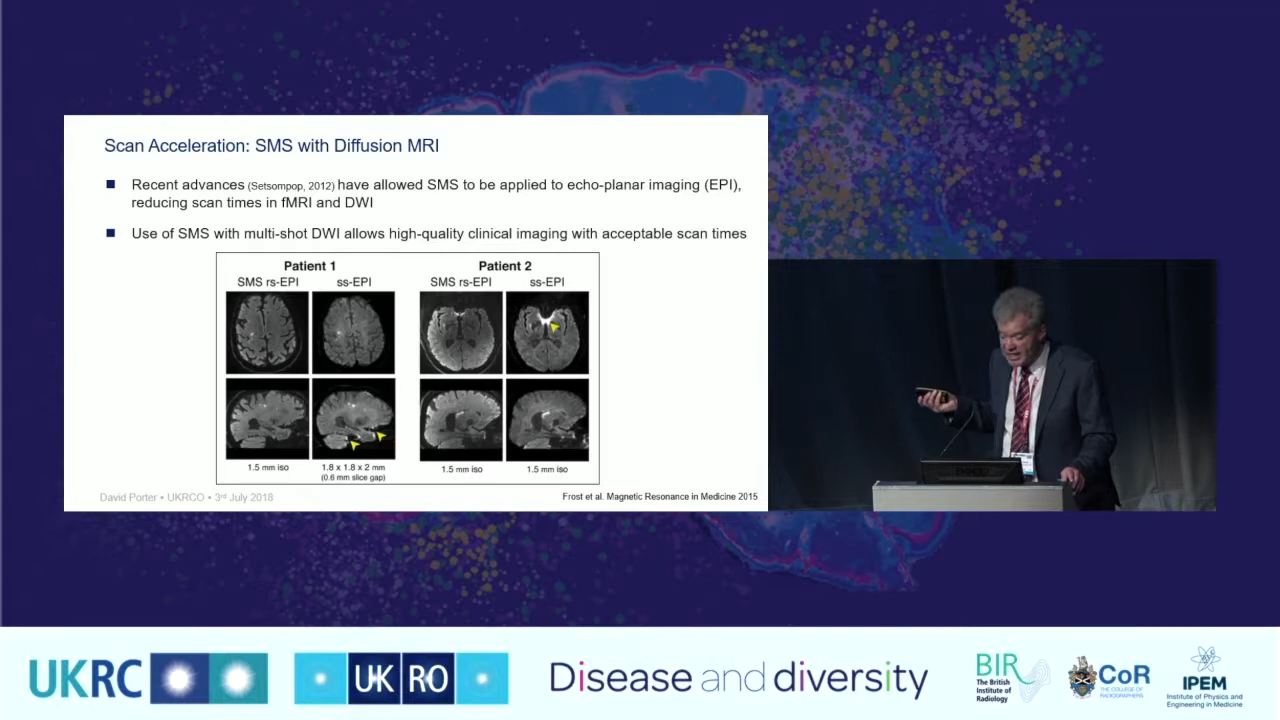 Scan Acceleration: SMS with Diffusion MRI
■ Recent advances (Setsompop, 2012) have allowed SMS to be applied to echo-planar imaging (EPI),
reducing scan times in fMRI and DWI
■ Use of SMS with multi-shot DWI allows high-quality clinical imaging with acceptable scan times
Patient 1
SMS rs-EPI ss-EPI
1.5 mm iso 1.8 x 1.8 x 2 mm
(0.6 mm slice gap)
Patient 2
SMS rs-EPI ss-EPI
1.5 mm iso 1.5 mm iso
David Porter • UKRCO • 3rd July 2018
Frost et al. Magnetic Resonance in Medicine 2015
UKRC
UKRO
Disease and diversity
BIR
The British
Institute of
Radiology
CoR
THE COLLEGE OF
RADIOGRAPHERS
IPEM
Institute of Physics and
Engineering in Medicine